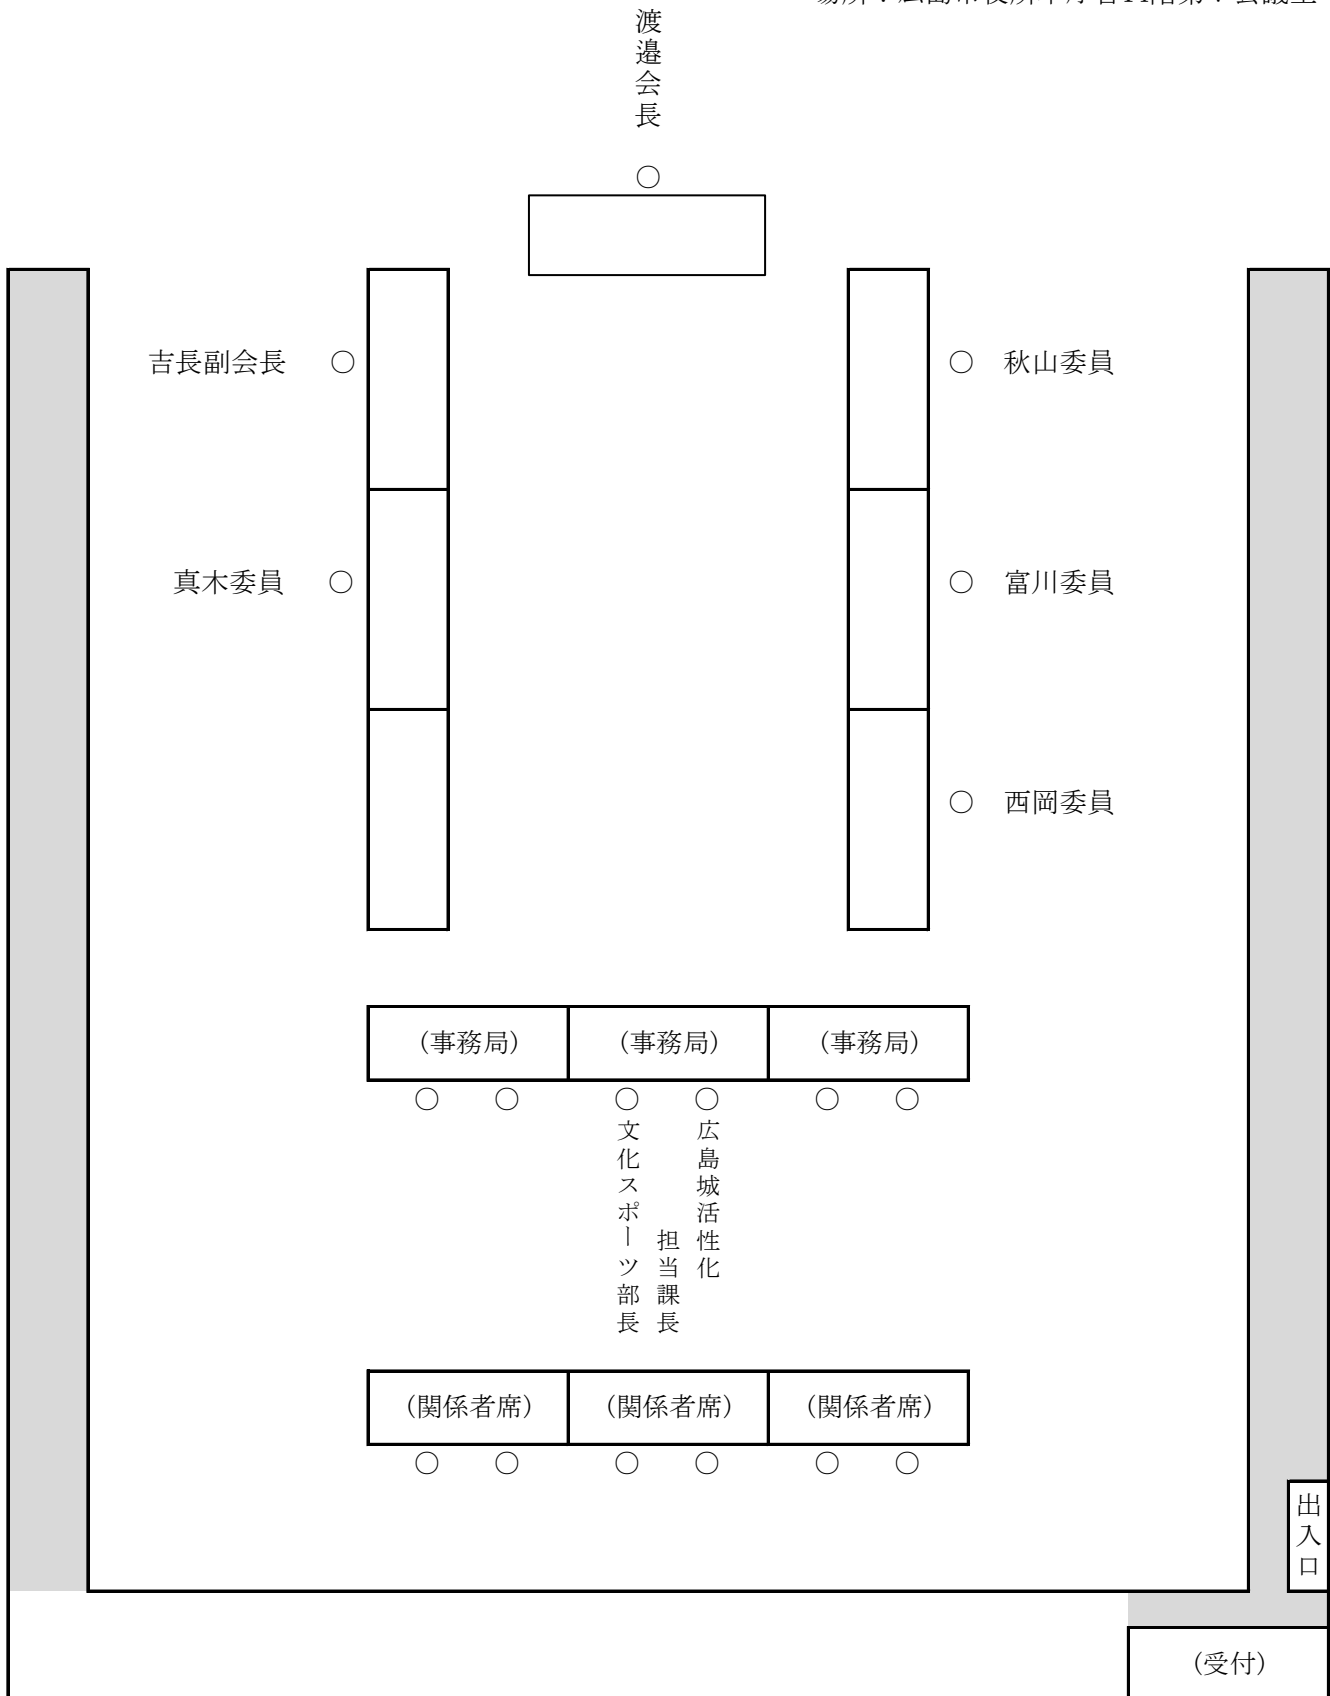 渡邉会長
○
吉長副会長 ○
○ 秋山委員
真木委員 ○
○ 富川委員
○ 西岡委員
(事務局) (事務局) (事務局)
○ ○ ○ ○ ○ ○
文化スポーツ部長
広島城活性化
担当課長
(関係者席) (関係者席) (関係者席)
○ ○ ○ ○ ○ ○
出入口
(受付)